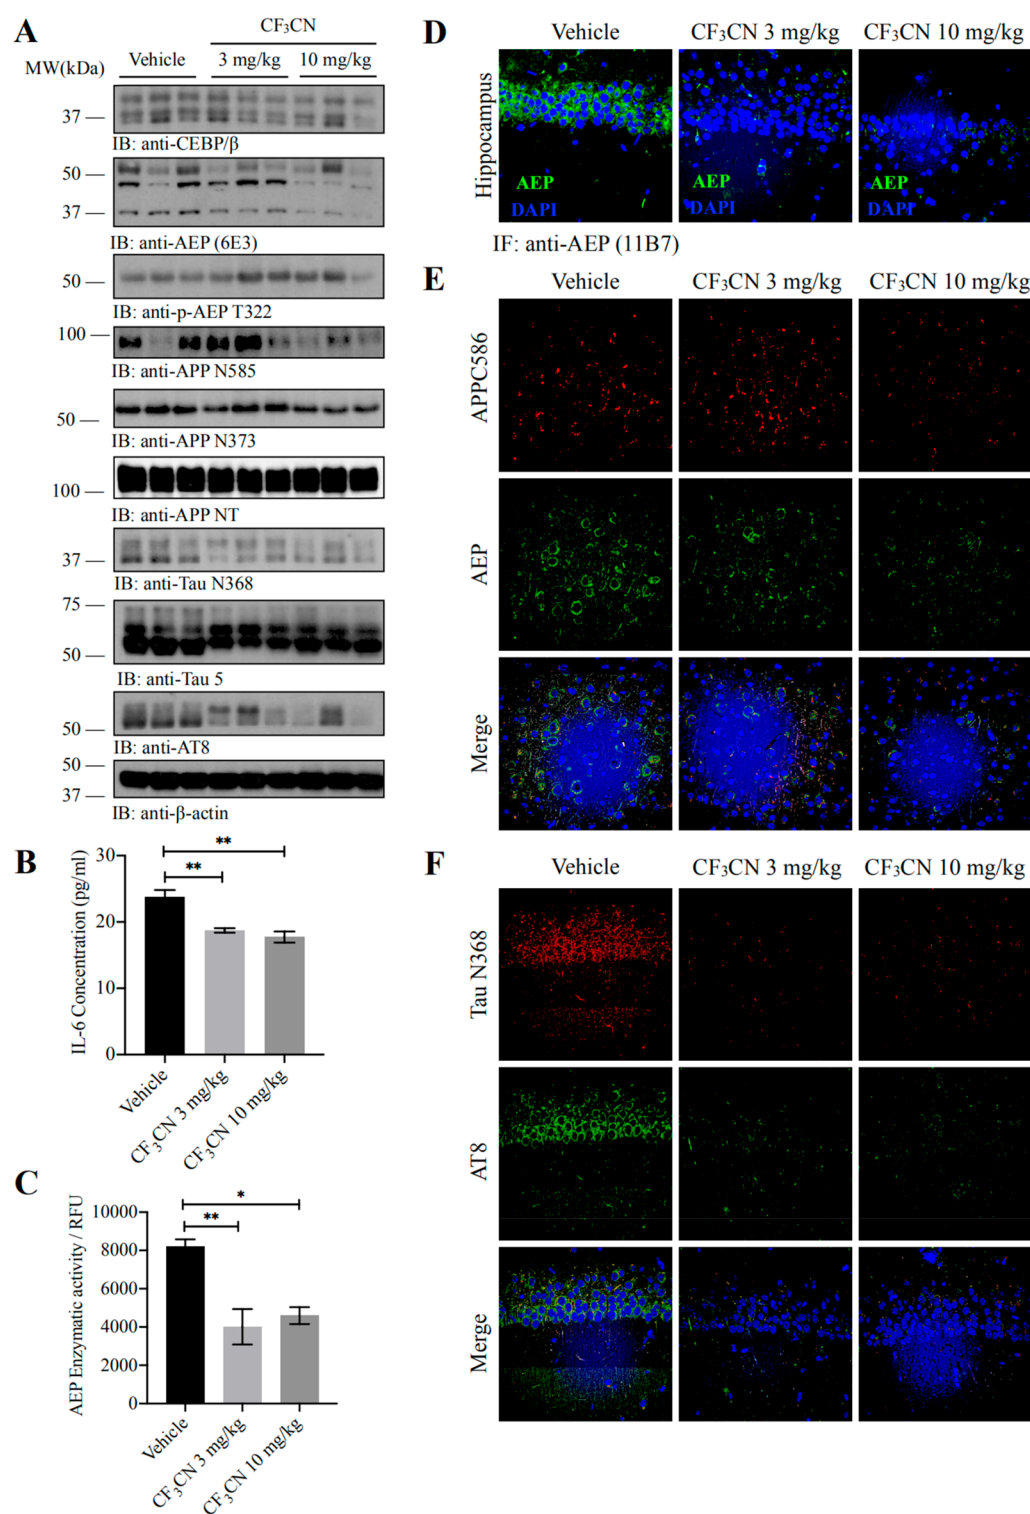 A
CF₃CN
MW(kDa)
Vehicle
3 mg/kg
10 mg/kg
37
IB: anti-CEBP/β
50
37
IB: anti-AEP (6E3)
50
IB: anti-p-AEP T322
100
IB: anti-APP N585
50
IB: anti-APP N373
100
IB: anti-APP NT
37
IB: anti-Tau N368
75
50
IB: anti-Tau 5
50
IB: anti-AT8
50
37
IB: anti-β-actin
B
IL-6 Concentration (pg/ml)
30
20
10
0
**
**
Vehicle
CF₃CN 3 mg/kg
CF₃CN 10 mg/kg
C
AEP Enzymatic activity / RFU
10000
8000
6000
4000
2000
0
*
**
Vehicle
CF₃CN 3 mg/kg
CF₃CN 10 mg/kg
D
Vehicle
CF₃CN 3 mg/kg
CF₃CN 10 mg/kg
Hippocampus
AEP
DAPI
AEP
DAPI
AEP
DAPI
IF: anti-AEP (11B7)
E
Vehicle
CF₃CN 3 mg/kg
CF₃CN 10 mg/kg
APPC586
AEP
Merge
F
Vehicle
CF₃CN 3 mg/kg
CF₃CN 10 mg/kg
Tau N368
AT8
Merge